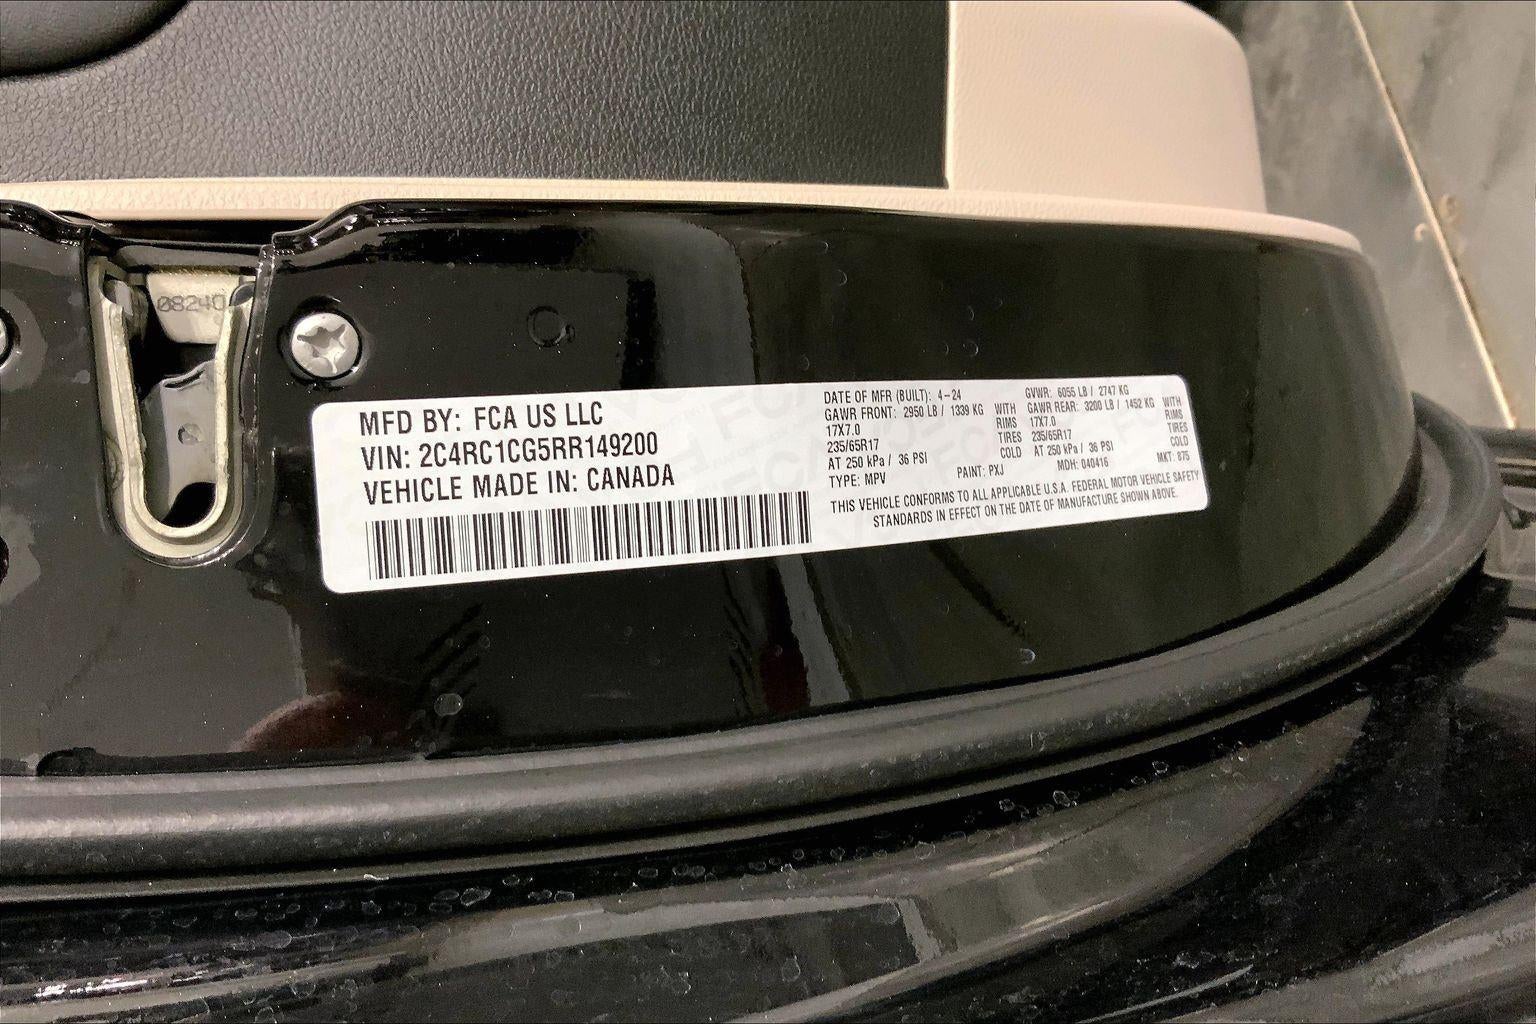 08240
MFD BY: FCA US LLC
VIN: 2C4RC1CG5RR149200
VEHICLE MADE IN: CANADA
DATE OF MFR (BUILT): 4-24
GVWR: 6055 LB / 2747 KG
GAWR FRONT: 2950 LB / 1339 KG WITH
GAWR REAR: 3200 LB / 1452 KG WITH
17X7.0 RIMS
17X7.0 RIMS
235/65R17 TIRES
235/65R17 TIRES
AT 250 kPa / 36 PSI COLD
AT 250 kPa / 36 PSI COLD
TYPE: MPV PAINT: PXJ MDH: 040416 MKT: 875
THIS VEHICLE CONFORMS TO ALL APPLICABLE U.S.A. FEDERAL MOTOR VEHICLE SAFETY
STANDARDS IN EFFECT ON THE DATE OF MANUFACTURE SHOWN ABOVE.